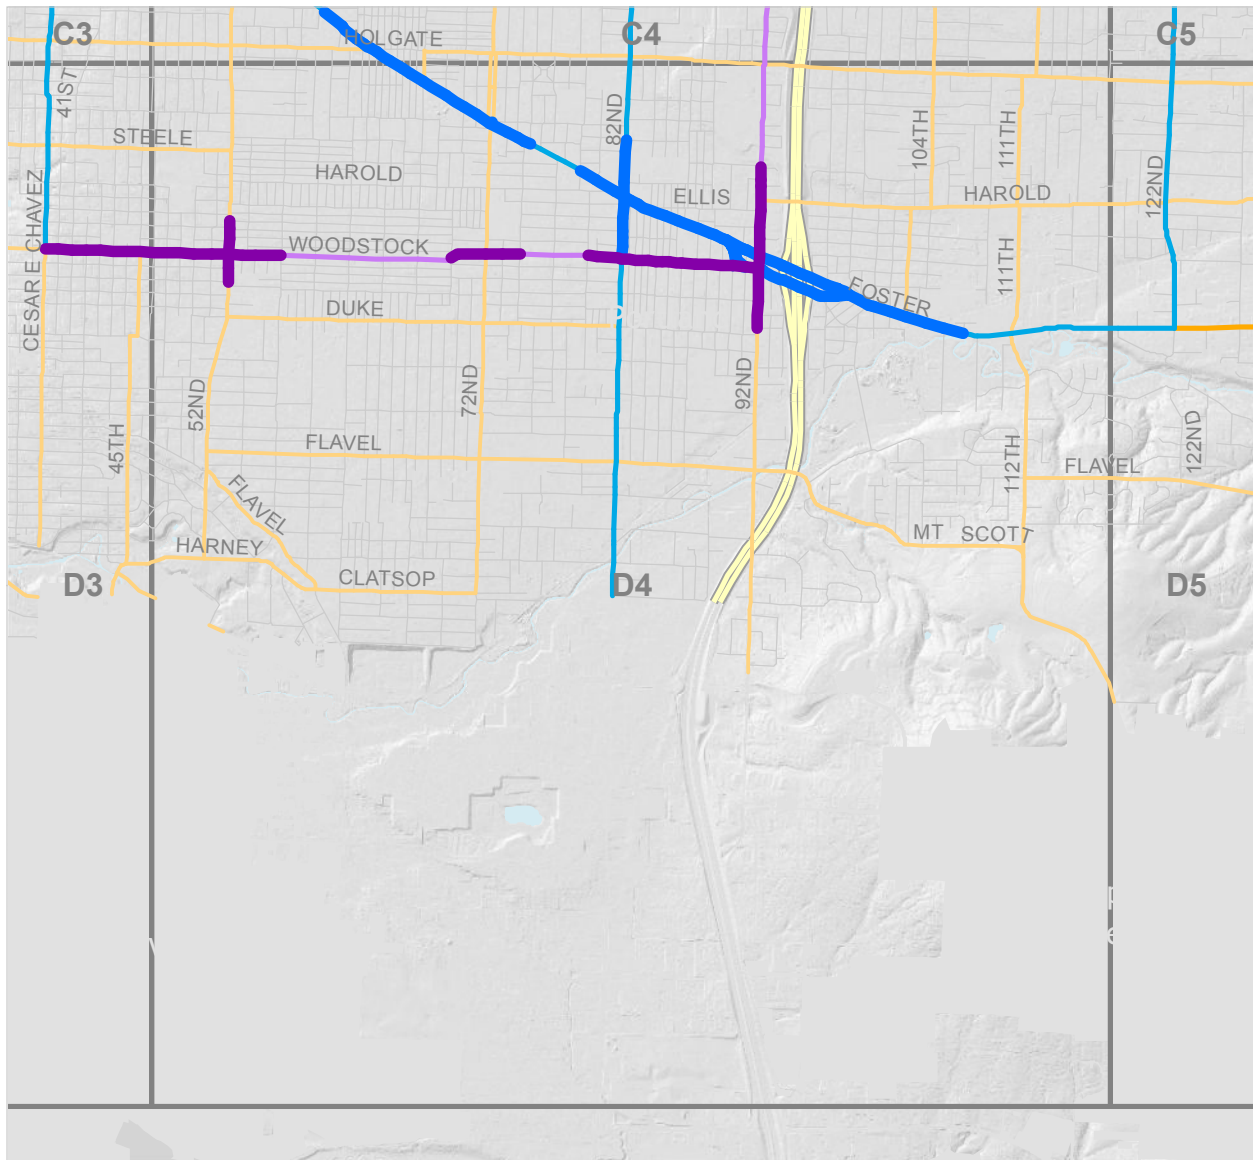 C3
C4
C5
HOLGATE
41ST
82ND
104TH
111TH
STEELE
HAROLD
ELLIS
HAROLD
122ND
CESAR E CHAVEZ
WOODSTOCK
111TH
DUKE
FOSTER
52ND
72ND
92ND
45TH
FLAVEL
112TH
FLAVEL
122ND
FLAVEL
HARNEY
MT SCOTT
CLATSOP
D3
D4
D5